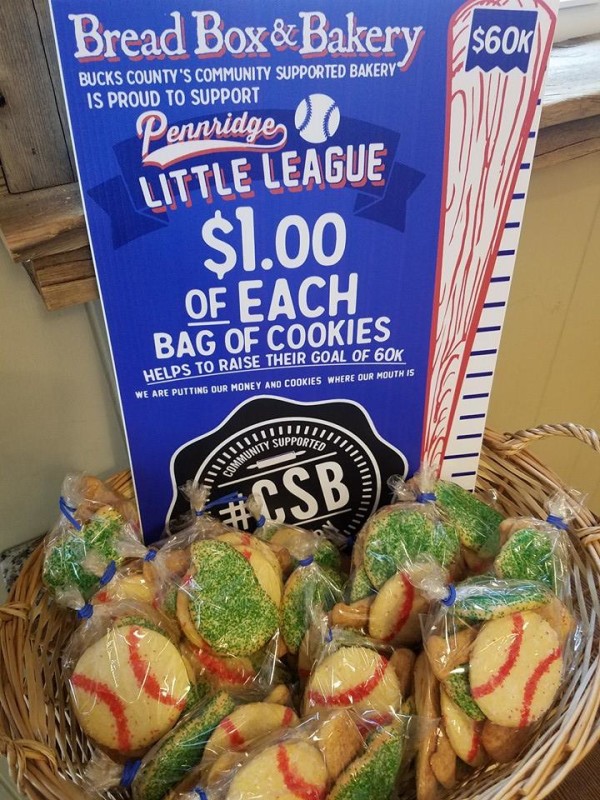 Bread Box & Bakery
BUCKS COUNTY'S COMMUNITY SUPPORTED BAKERY
IS PROUD TO SUPPORT
Pennridge
LITTLE LEAGUE
$1.00
OF EACH
BAG OF COOKIES
HELPS TO RAISE THEIR GOAL OF 60K
WE ARE PUTTING OUR MONEY AND COOKIES WHERE OUR MOUTH IS
$60K
COMMUNITY SUPPORTED
#CSB